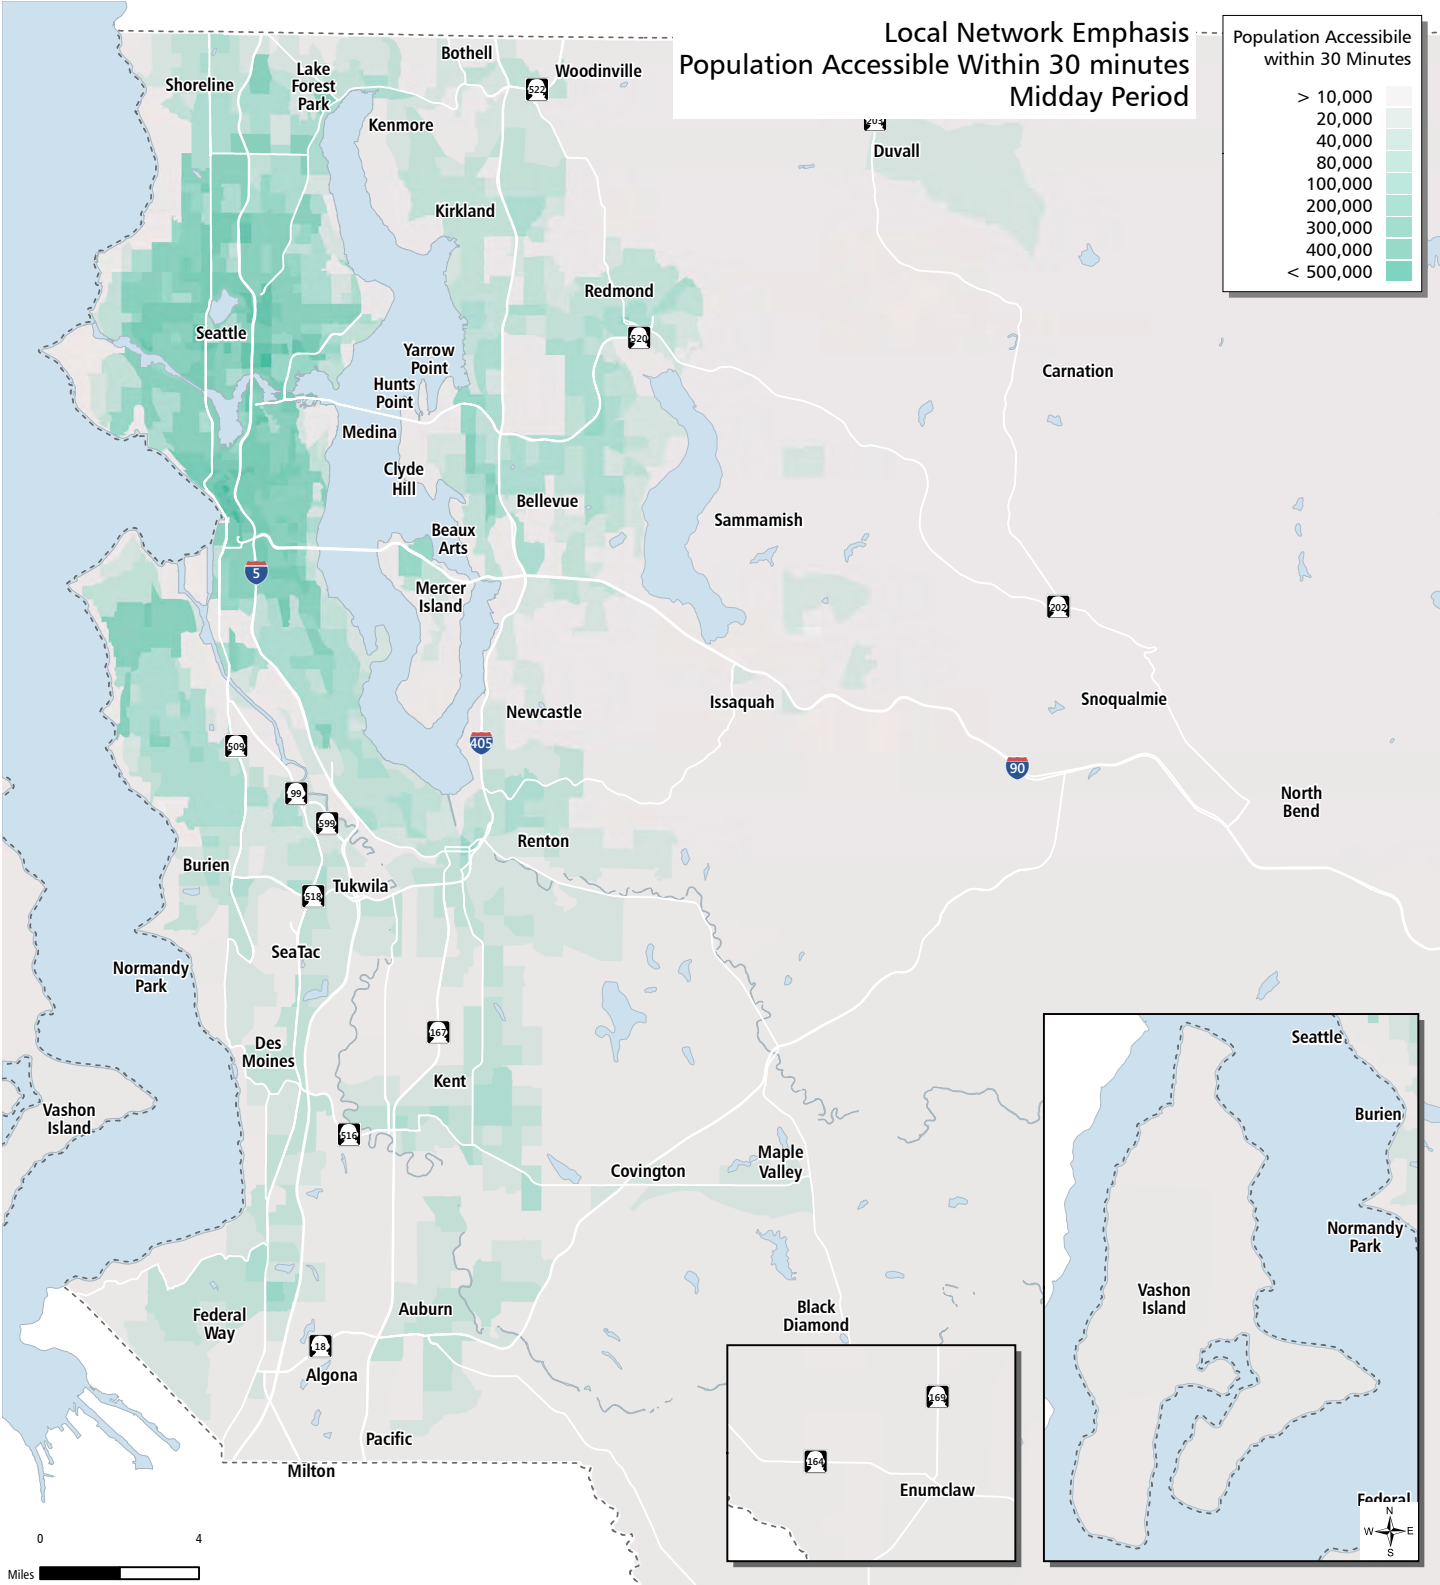 Local Network Emphasis
Population Accessible Within 30 minutes
Midday Period
Population Accessibile
within 30 Minutes
> 10,000
20,000
40,000
80,000
100,000
200,000
300,000
400,000
< 500,000
Bothell
Woodinville
522
Shoreline
Lake
Forest
Park
Kenmore
203
Duvall
Kirkland
Redmond
520
Seattle
Yarrow
Point
Hunts
Point
Carnation
Medina
Clyde
Hill
Bellevue
Sammamish
Beaux
Arts
5
Mercer
Island
202
Newcastle
Issaquah
Snoqualmie
509
405
90
99
North
Bend
599
Renton
Burien
Tukwila
518
SeaTac
Normandy
Park
167
Des
Moines
Kent
Vashon
Island
516
Covington
Maple
Valley
Federal
Way
Auburn
Black
Diamond
18
Algona
Pacific
Milton
169
164
Enumclaw
Seattle
Burien
Normandy
Park
Vashon
Island
Federal
N
W E
S
0 4
Miles